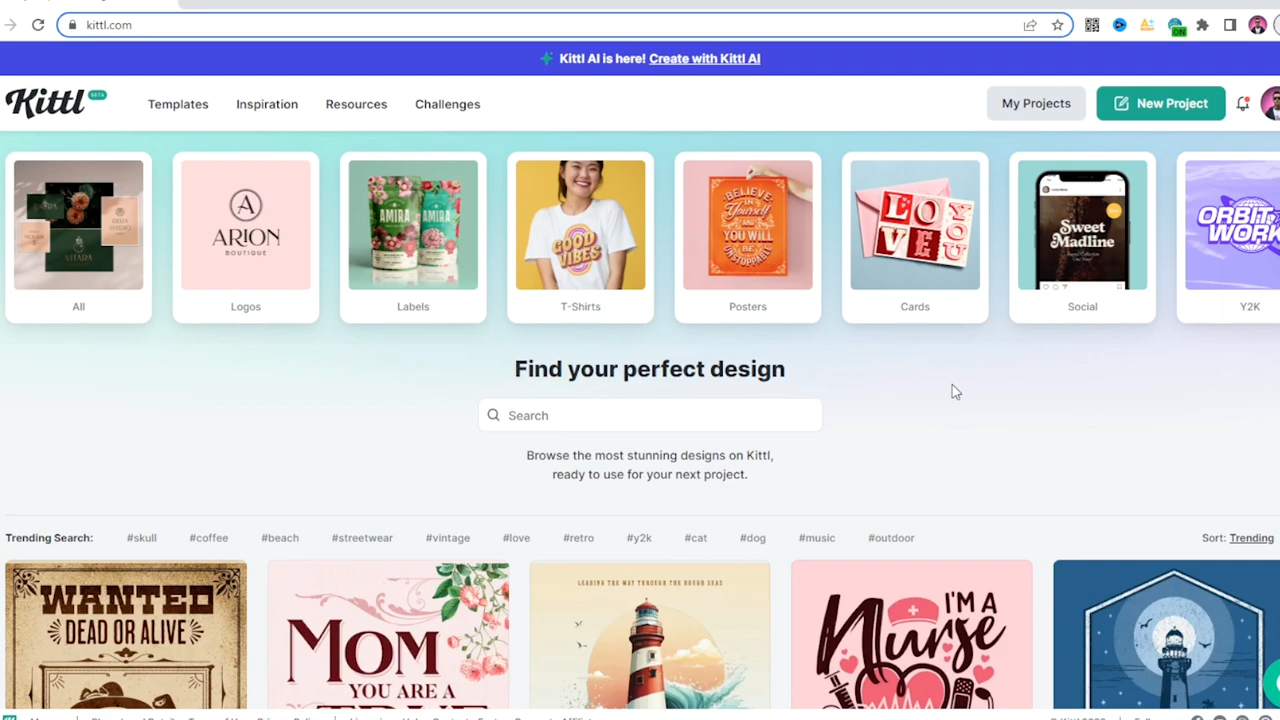 kittl.com
ON
Kittl AI is here! Create with Kittl AI
Kittl BETA
Templates
Inspiration
Resources
Challenges
My Projects
New Project
ARION
BOUTIQUE
AMIRA
AMIRA
GOOD
VIBES
BELIEVE
IN
Yourself
AND
YOU WILL
BE
UNSTOPPABLE
LOVE
YOU
Sweet
Madline
ORBIT
WORK
All
Logos
Labels
T-Shirts
Posters
Cards
Social
Y2K
Find your perfect design
Search
Browse the most stunning designs on Kittl,
ready to use for your next project.
Trending Search: #skull #coffee #beach #streetwear #vintage #love #retro #y2k #cat #dog #music #outdoor
Sort: Trending
WANTED
DEAD OR ALIVE
MOM
YOU ARE A
LEADING THE WAY THROUGH THE ROUGH SEAS
I'M A
Nurse